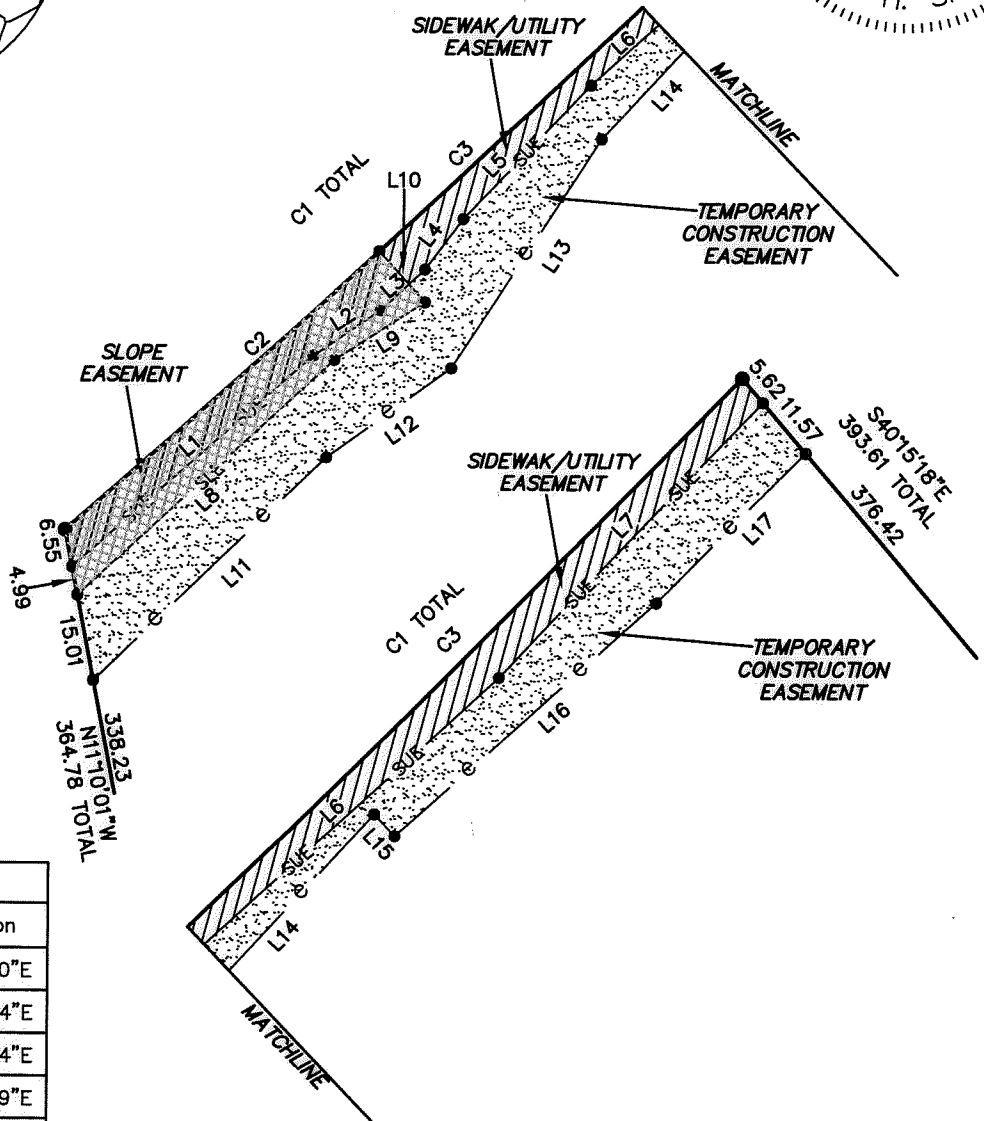 SIDEWAK/UTILITY
EASEMENT
L6
MATCHLINE
L14
C3
L5
SUE
C1 TOTAL
L10
L4
TEMPORARY
CONSTRUCTION
EASEMENT
L3
e
L13
L2
C2
L9
SLOPE
EASEMENT
L1
SUE
e
L12
L8
6.55
4.99
e
L11
e
15.01
338.23
N11°10'01"W
364.78 TOTAL
5.62
11.57
S40°15'18"E
393.61 TOTAL
376.42
SIDEWAK/UTILITY
EASEMENT
SUE
L7
e
L17
SUE
C1 TOTAL
C3
TEMPORARY
CONSTRUCTION
EASEMENT
e
L16
SUE
e
L6
L15
SUE
e
L14
MATCHLINE
on
0"E
4"E
4"E
9"E